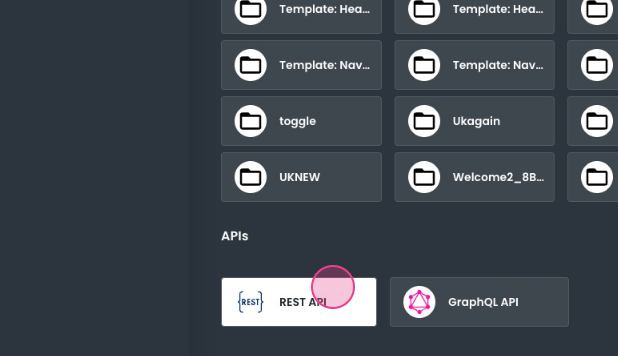 Template: Hea... Template: Hea...
Template: Nav... Template: Nav...
toggle Ukagain
UKNEW Welcome2_8B...
APIs
{REST} REST API GraphQL API